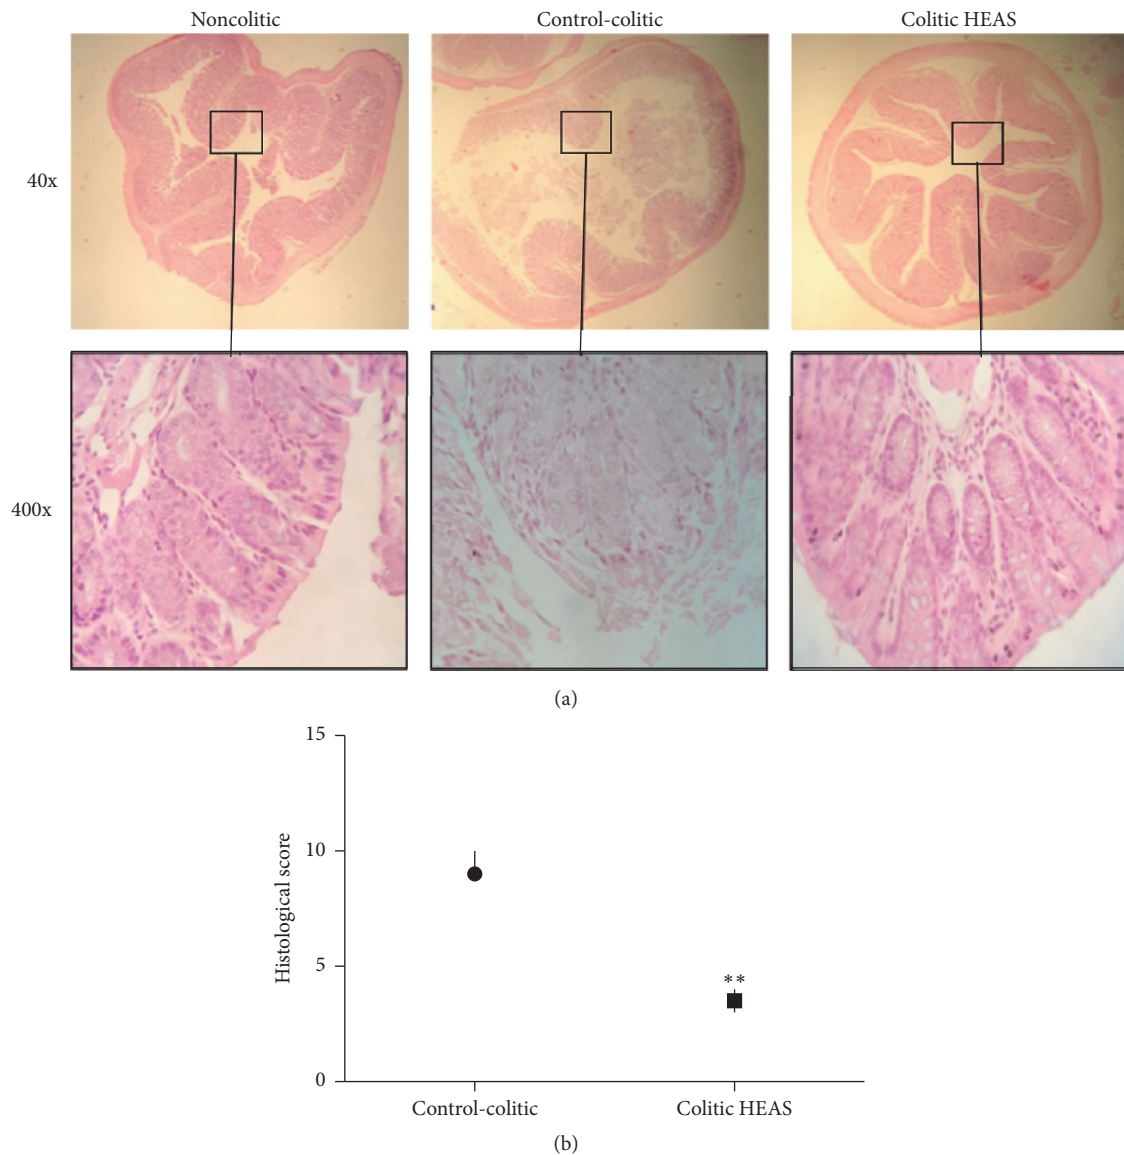 Noncolitic
Control-colitic
Colitic HEAS
40x
400x
(a)
15
10
5
0
Histological score
**
Control-colitic
Colitic HEAS
(b)